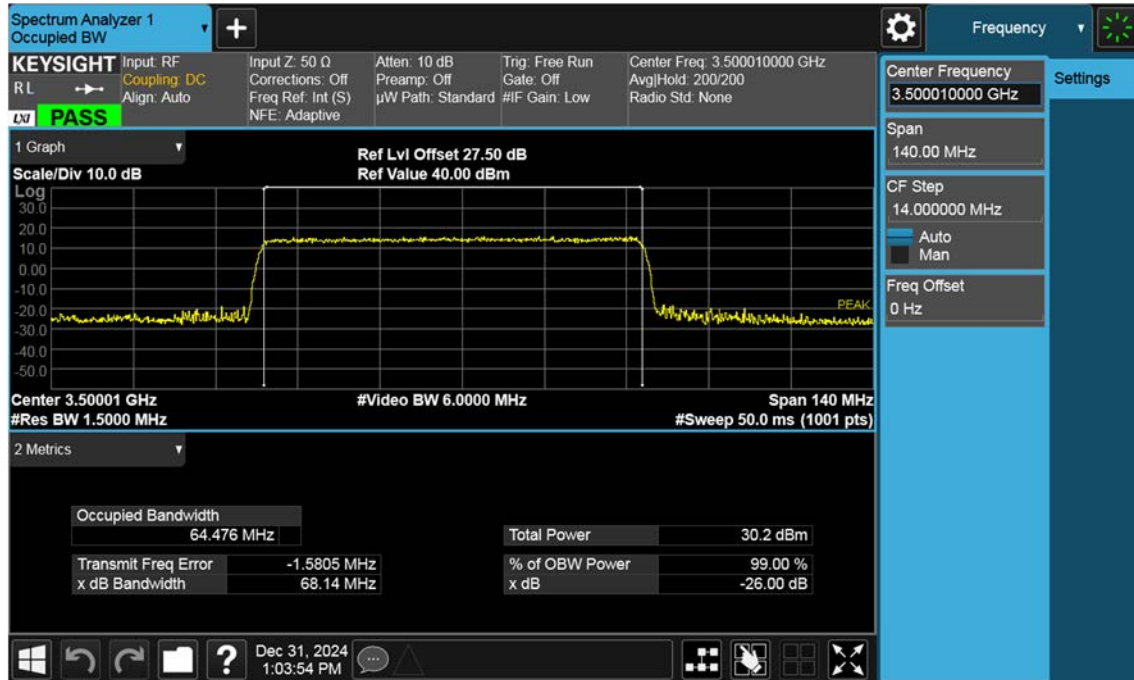 Spectrum Analyzer 1
Occupied BW
+
Frequency
KEYSIGHT
R L
LXI
PASS
Input: RF
Coupling: DC
Align: Auto
Input Z: 50 Ω
Corrections: Off
Freq Ref: Int (S)
NFE: Adaptive
Atten: 10 dB
Preamp: Off
µW Path: Standard
Trig: Free Run
Gate: Off
#IF Gain: Low
Center Freq: 3.500010000 GHz
Avg|Hold: 200/200
Radio Std: None
Center Frequency
3.500010000 GHz
Settings
Span
140.00 MHz
CF Step
14.000000 MHz
Auto
Man
Freq Offset
0 Hz
1 Graph
Scale/Div 10.0 dB
Ref Lvl Offset 27.50 dB
Ref Value 40.00 dBm
Log
30.0
20.0
10.0
0.00
-10.0
-20.0
-30.0
-40.0
-50.0
PEAK
Center 3.50001 GHz
#Video BW 6.0000 MHz
Span 140 MHz
#Res BW 1.5000 MHz
#Sweep 50.0 ms (1001 pts)
2 Metrics
Occupied Bandwidth
64.476 MHz
Total Power 30.2 dBm
Transmit Freq Error -1.5805 MHz
% of OBW Power 99.00 %
x dB Bandwidth 68.14 MHz
x dB -26.00 dB
?
Dec 31, 2024
1:03:54 PM